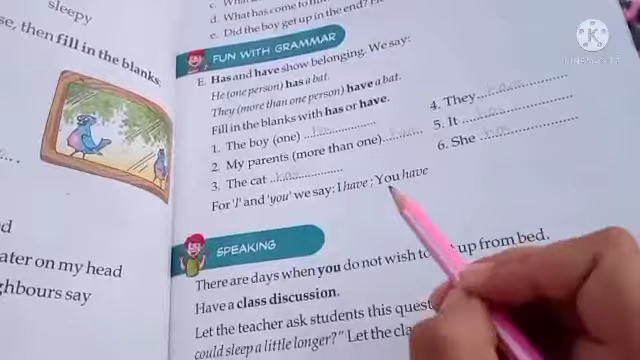 sleepy
se, then fill in the blanks.
d. What has come to him
e. Did the boy get up in the end?
FUN WITH GRAMMAR
E. Has and have show belonging. We say:
He (one person) has a bat.
They (more than one person) have a bat.
Fill in the blanks with has or have.
1. The boy (one) has
2. My parents (more than one) have
3. The cat has
4. They have
5. It has
6. She has
For 'I' and 'you' we say: I have ; You have
SPEAKING
There are days when you do not wish to up from bed.
Have a class discussion.
Let the teacher ask students this quest
could sleep a little longer?" Let the cla
ater on my head
ghbours say
KINEMASTER